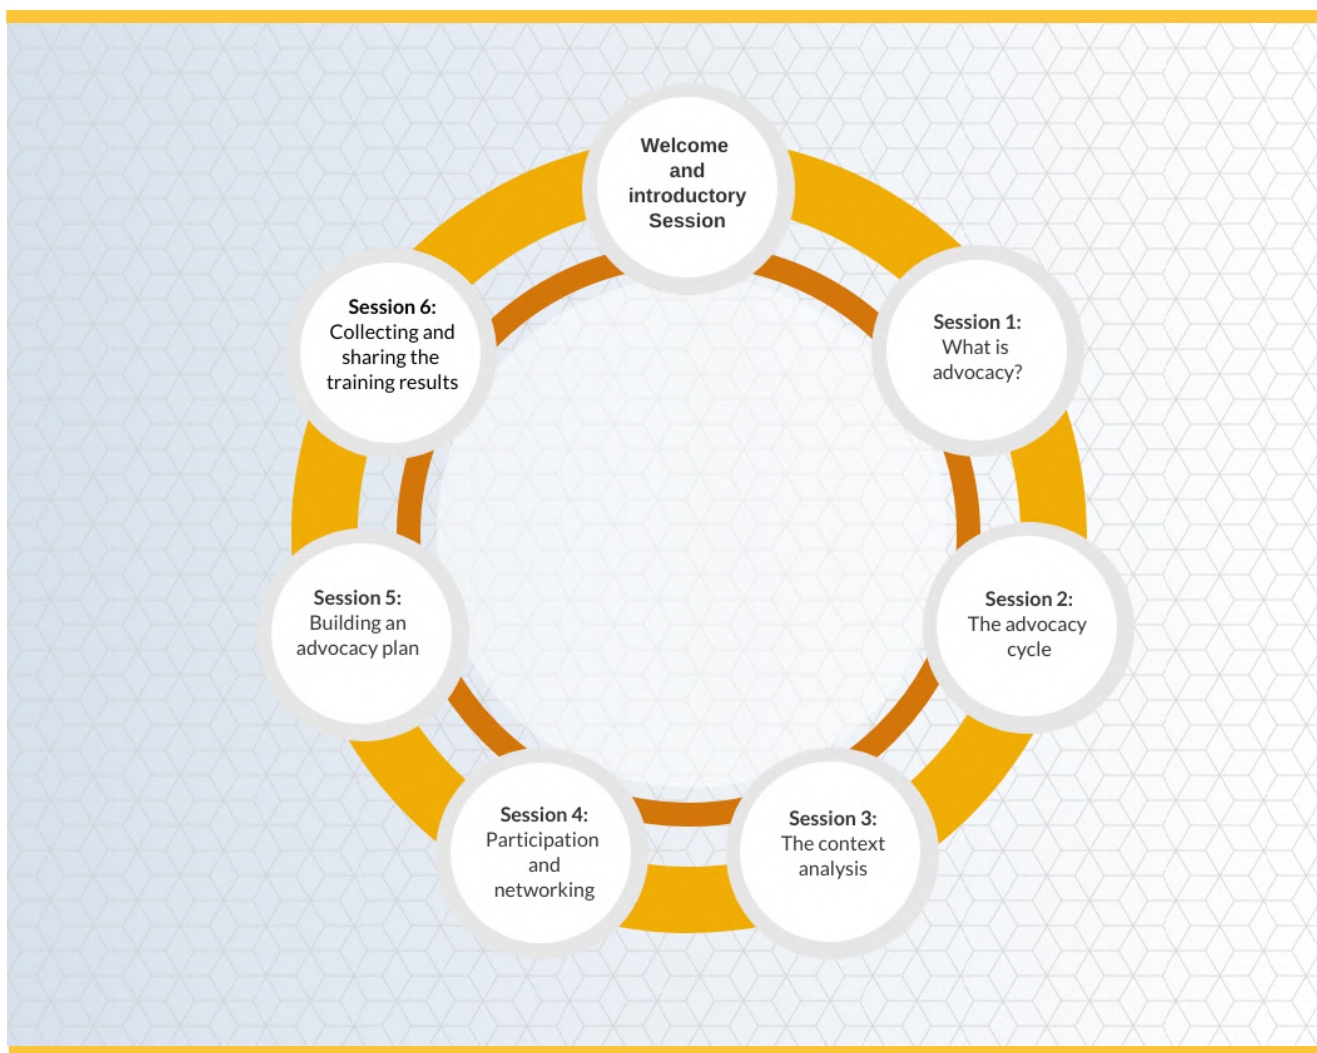 Welcome
and
introductory
Session
Session 1:
What is
advocacy?
Session 2:
The advocacy
cycle
Session 3:
The context
analysis
Session 4:
Participation
and
networking
Session 5:
Building an
advocacy plan
Session 6:
Collecting and
sharing the
training results